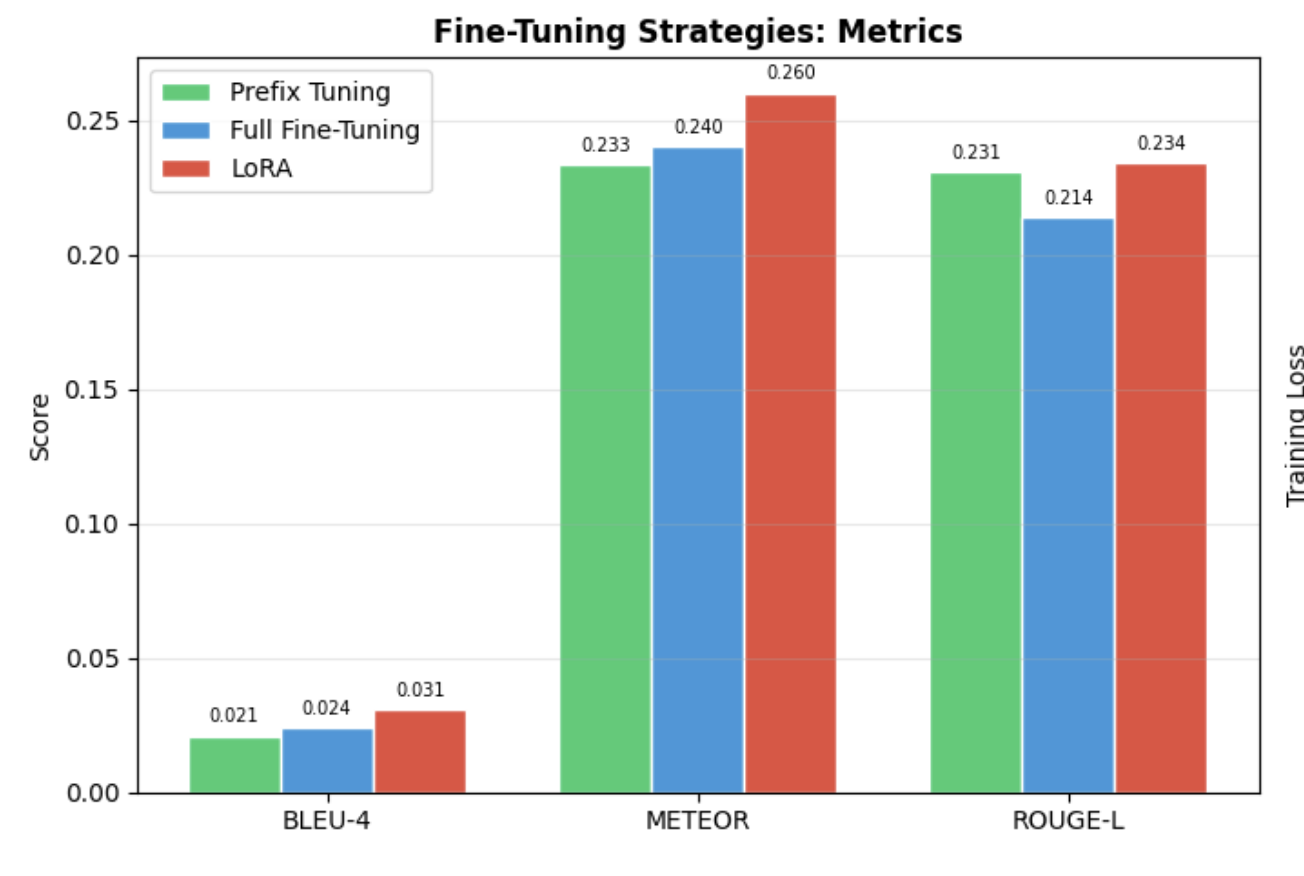 Fine-Tuning Strategies: Metrics
Prefix Tuning
Full Fine-Tuning
LoRA
Score
0.25
0.20
0.15
0.10
0.05
0.00
0.021
0.024
0.031
0.233
0.240
0.260
0.231
0.214
0.234
BLEU-4
METEOR
ROUGE-L
Training Loss